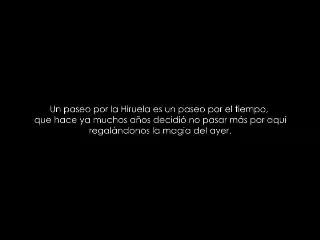 Un paseo por la Hiruela es un paseo por el tiempo,
que hace ya muchos años decidió no pasar más por aquí
regalándonos la magia del ayer.